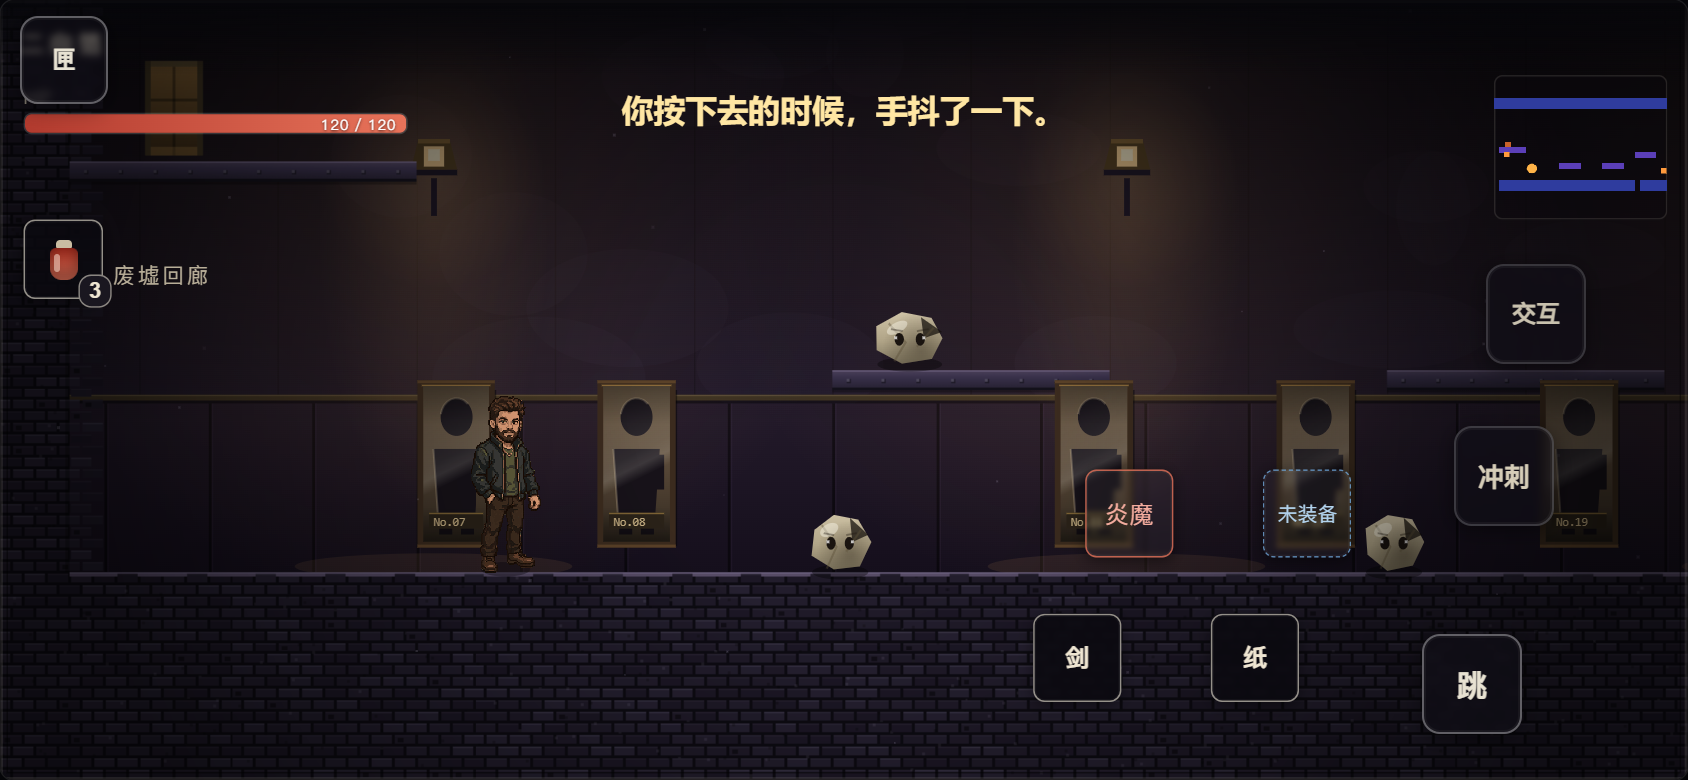 匣
你按下去的时候，手抖了一下。
120 / 120
3
废墟回廊
交互
冲刺
No.07
No.08
No
炎魔
未装备
No.19
剑
纸
跳